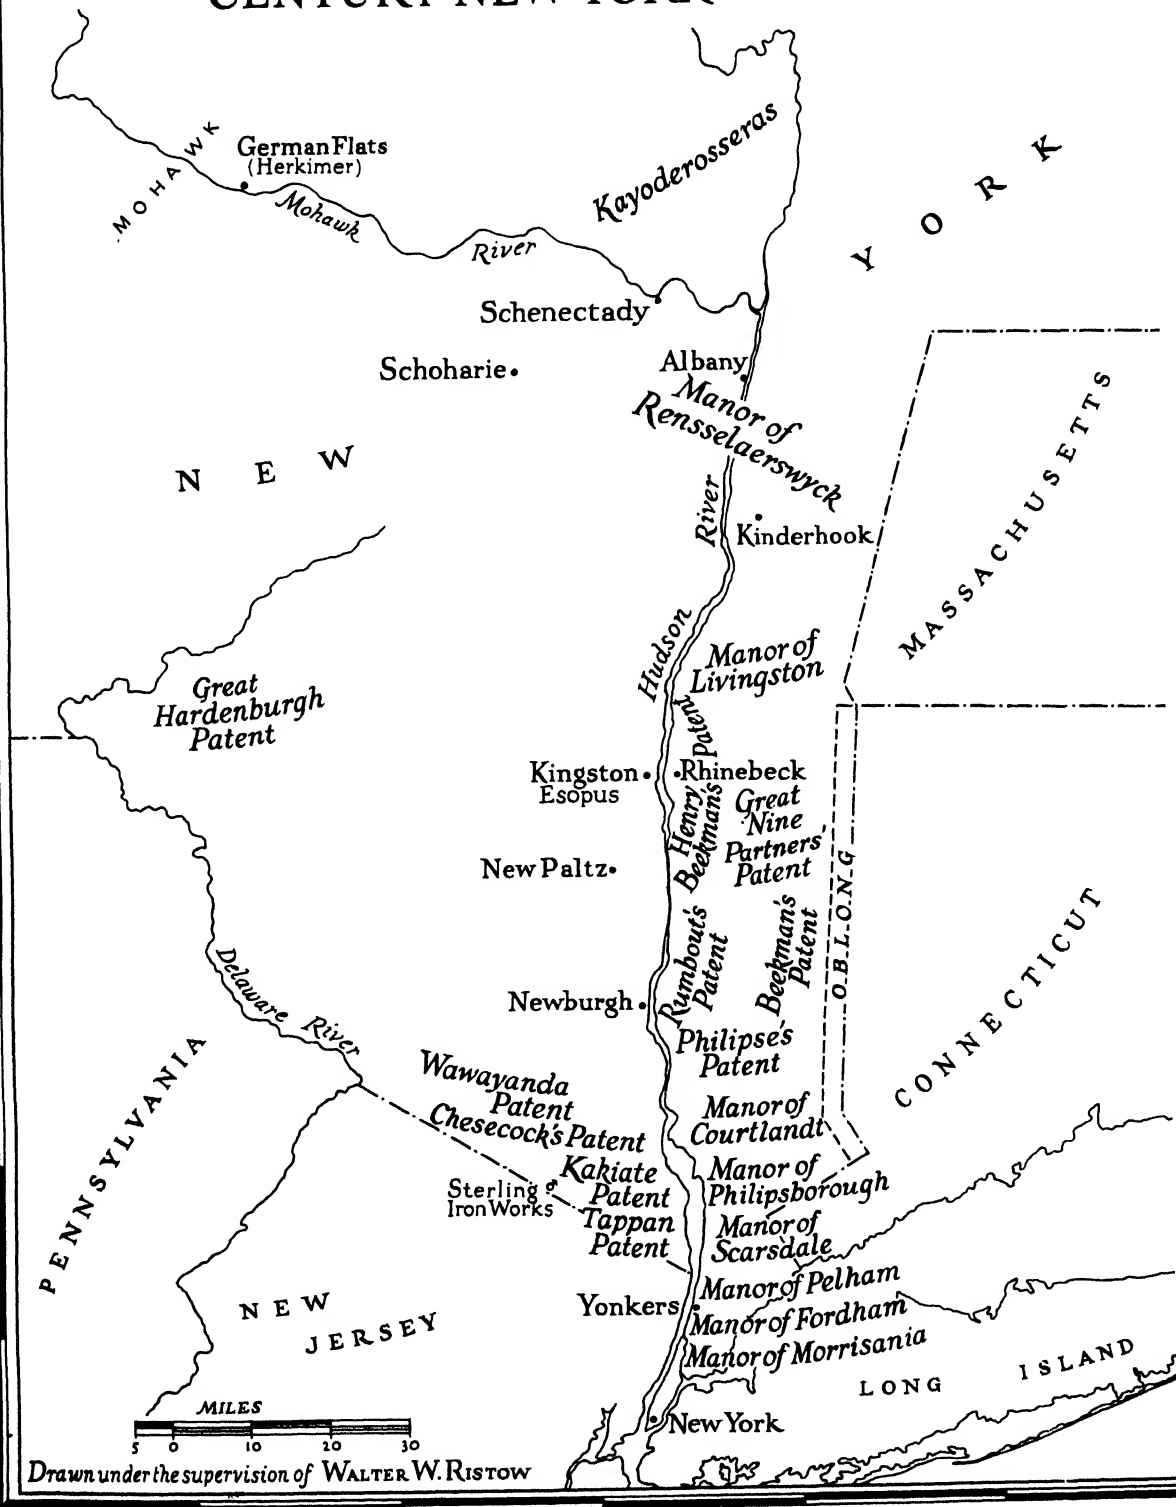 CENTURY NEW YORK
German Flats
(Herkimer)
MOHAWK
Mohawk
River
Kayoderosseras
YORK
Schenectady
Schoharie
Albany
Manor of
Rensselaerswyck
NEW
River
Kinderhook
MASSACHUSETTS
Hudson
Manor of
Livingston
Great
Hardenburgh
Patent
Kingston
Esopus
Rhinebeck
Henry
Beekman's
Patent
Great
Nine
Partners'
Patent
New Paltz
OBLONG
Rumbout's
Patent
Beekman's
Patent
CONNECTICUT
Delaware River
Newburgh
Philipse's
Patent
PENNSYLVANIA
Wawayanda
Patent
Chesecock's Patent
Manor of
Courtlandt
Kakiate
Patent
Manor of
Philipsborough
Sterling
Iron Works
Tappan
Patent
Manor of
Scarsdale
Manor of Pelham
Yonkers
Manor of Fordham
Manor of Morrisania
NEW
JERSEY
LONG ISLAND
New York
MILES
5 0 10 20 30
Drawn under the supervision of WALTER W. RISTOW